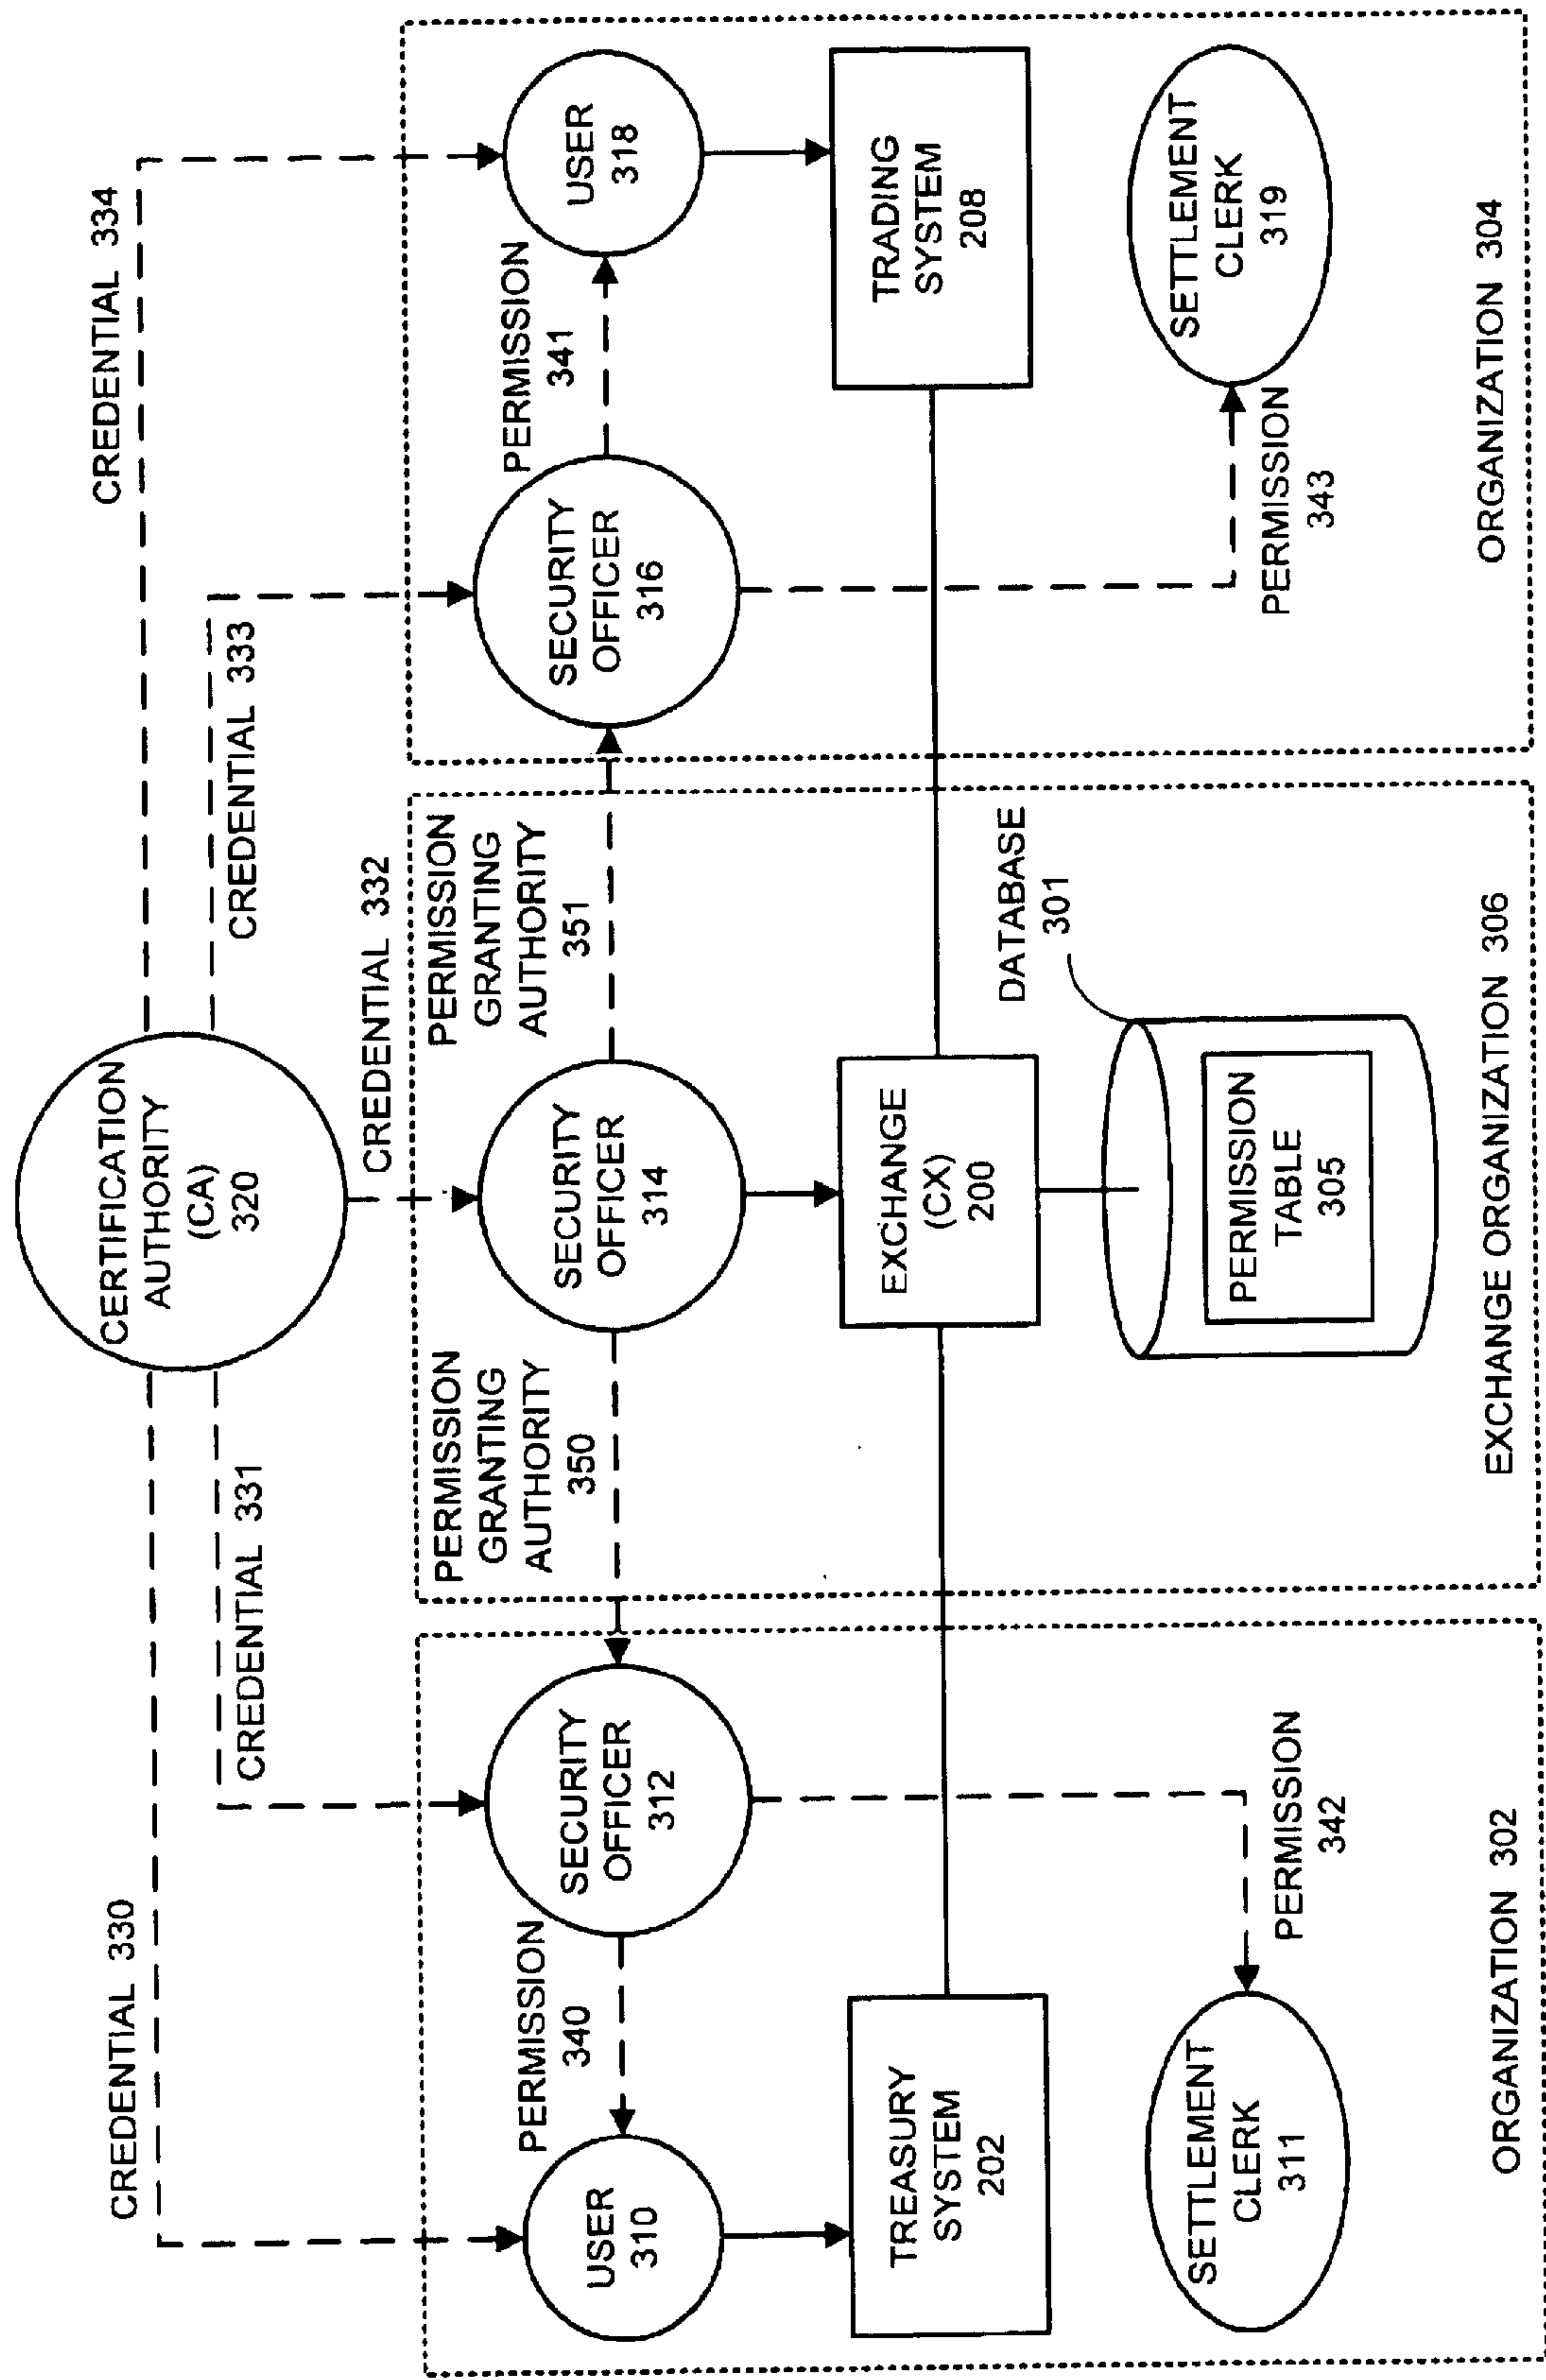 CERTIFICATION
AUTHORITY
(CA)
320
CREDENTIAL 330
CREDENTIAL 331
CREDENTIAL 332
CREDENTIAL 333
CREDENTIAL 334
USER
310
PERMISSION
340
SECURITY
OFFICER
312
PERMISSION
GRANTING
AUTHORITY
350
SECURITY
OFFICER
314
PERMISSION
GRANTING
AUTHORITY
351
SECURITY
OFFICER
316
PERMISSION
341
USER
318
TREASURY
SYSTEM
202
EXCHANGE
(CX)
200
TRADING
SYSTEM
208
DATABASE
301
SETTLEMENT
CLERK
311
PERMISSION
342
PERMISSION
TABLE
305
PERMISSION
343
SETTLEMENT
CLERK
319
ORGANIZATION 302
EXCHANGE ORGANIZATION 306
ORGANIZATION 304